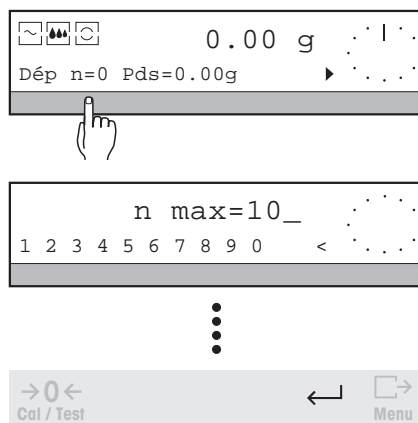 0.00 g
Dép n=0 Pds=0.00g
n max=10_
1 2 3 4 5 6 7 8 9 0 <
→0←
Cal / Test
Menu